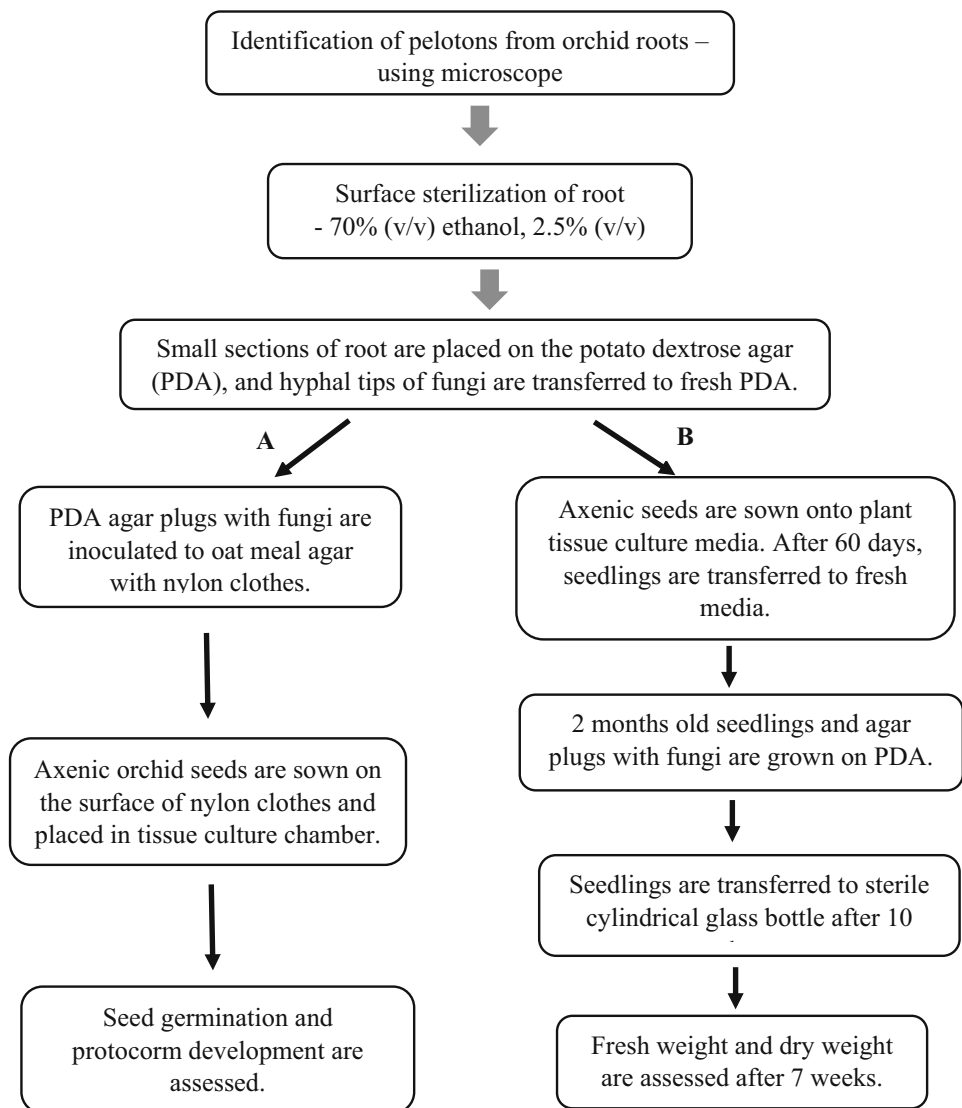 Identification of pelotons from orchid roots –
using microscope
Surface sterilization of root
- 70% (v/v) ethanol, 2.5% (v/v)
Small sections of root are placed on the potato dextrose agar
(PDA), and hyphal tips of fungi are transferred to fresh PDA.
A
PDA agar plugs with fungi are
inoculated to oat meal agar
with nylon clothes.
Axenic orchid seeds are sown on
the surface of nylon clothes and
placed in tissue culture chamber.
Seed germination and
protocorm development are
assessed.
B
Axenic seeds are sown onto plant
tissue culture media. After 60 days,
seedlings are transferred to fresh
media.
2 months old seedlings and agar
plugs with fungi are grown on PDA.
Seedlings are transferred to sterile
cylindrical glass bottle after 10
Fresh weight and dry weight
are assessed after 7 weeks.